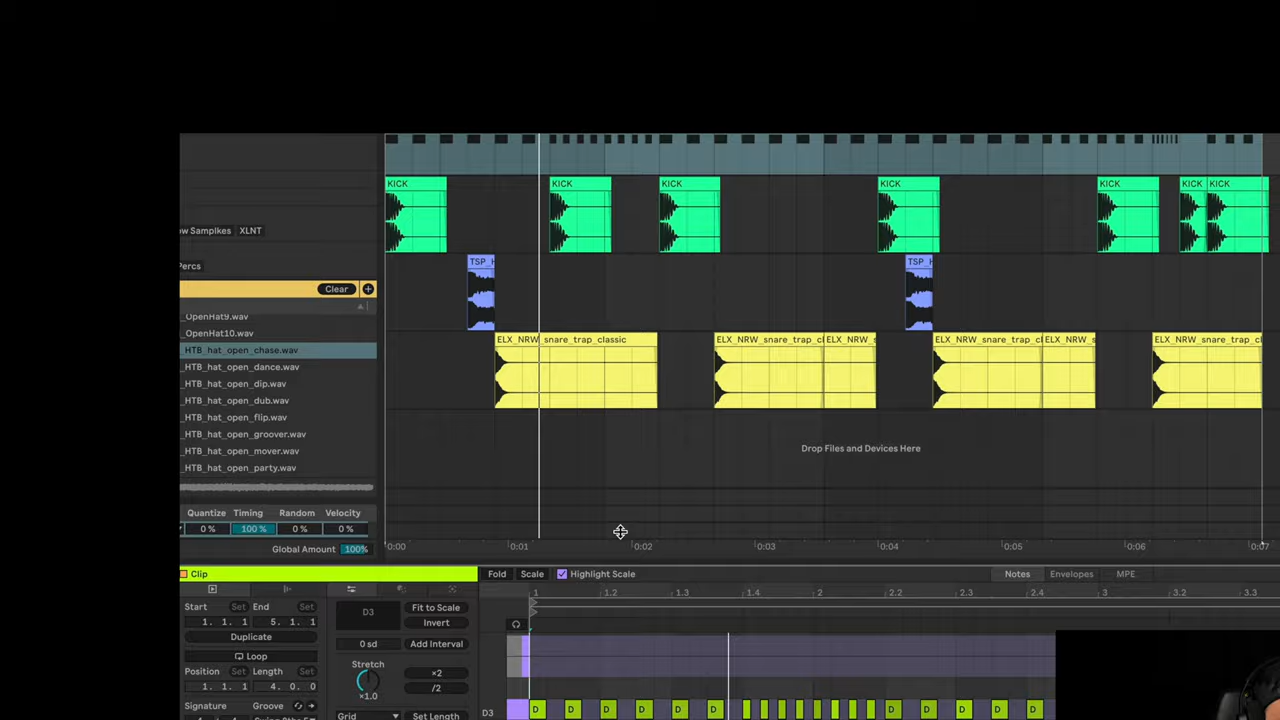 KICK KICK KICK KICK KICK KICK KICK
ow Samplkes XLNT
Percs
TSP_H TSP_H
Clear +
_OpenHat9.wav
_OpenHat10.wav
_HTB_hat_open_chase.wav
_HTB_hat_open_dance.wav
_HTB_hat_open_dip.wav
_HTB_hat_open_dub.wav
_HTB_hat_open_flip.wav
_HTB_hat_open_groover.wav
_HTB_hat_open_mover.wav
_HTB_hat_open_party.wav
ELX_NRW_snare_trap_classic ELX_NRW_snare_trap_cl ELX_NRW_s ELX_NRW_snare_trap_cl ELX_NRW_s ELX_NRW_snare_trap_cl
Drop Files and Devices Here
Quantize Timing Random Velocity
0 % 100 % 0 % 0 %
Global Amount 100%
0:00 0:01 0:02 0:03 0:04 0:05 0:06 0:07
Clip
Fold Scale Highlight Scale Notes Envelopes MPE
1 1.2 1.3 1.4 2 2.2 2.3 2.4 3 3.2 3.3
Start Set End Set
1. 1. 1 5. 1. 1
Duplicate
Loop
Position Set Length Set
1. 1. 1 4. 0. 0
Signature Groove
D3 Fit to Scale
Invert
0 sd Add Interval
Stretch
×2
/2
×1.0
Grid Set Length
D3 D D D D D D D D D D D